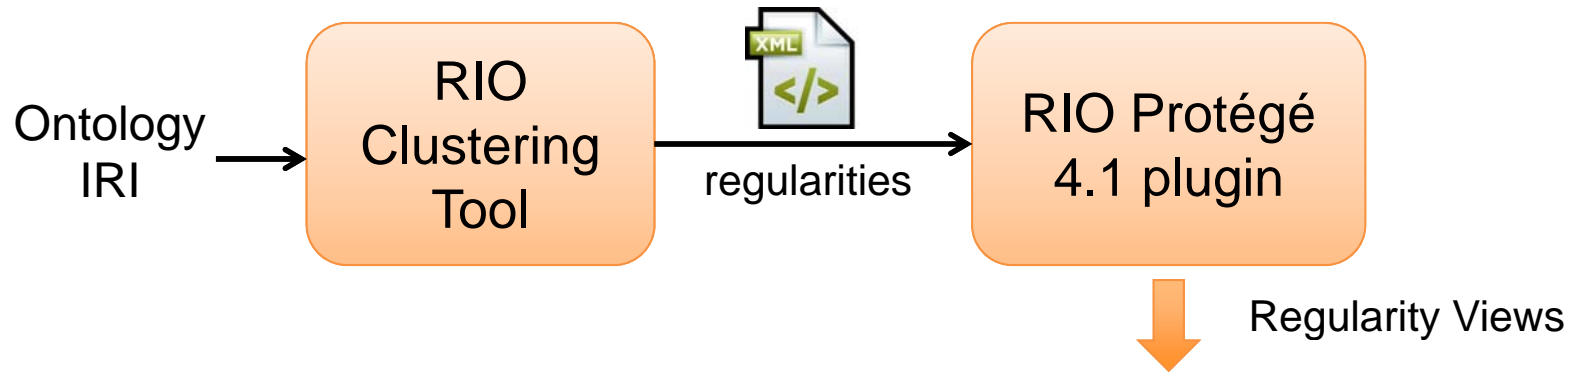 Ontology
IRI
RIO
Clustering
Tool
XML
</>
regularities
RIO Protégé
4.1 plugin
Regularity Views